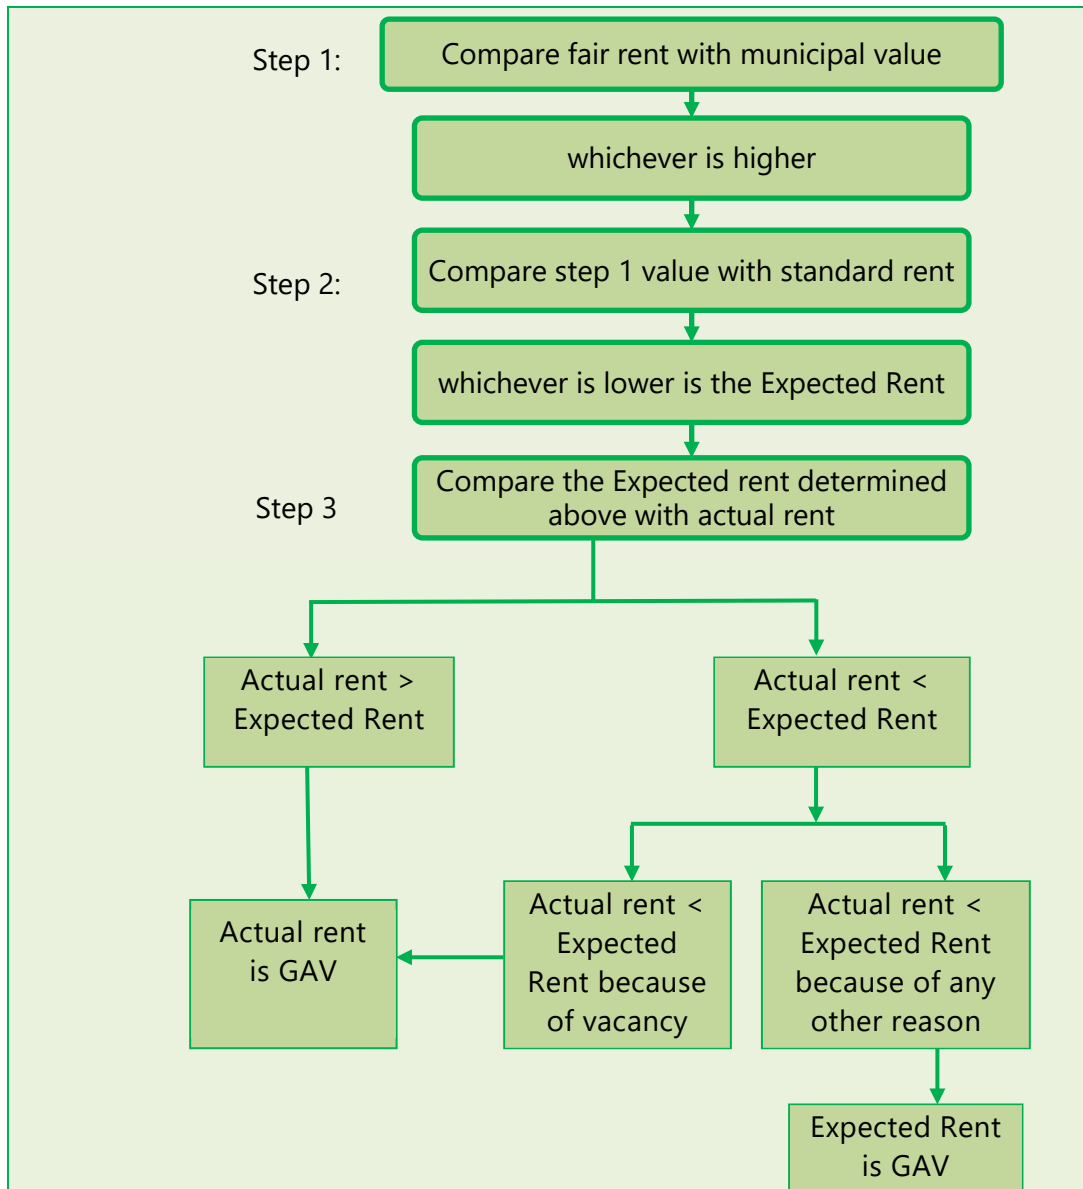 Step 1:
Compare fair rent with municipal value
whichever is higher
Step 2:
Compare step 1 value with standard rent
whichever is lower is the Expected Rent
Step 3
Compare the Expected rent determined
above with actual rent
Actual rent >
Expected Rent
Actual rent <
Expected Rent
Actual rent
is GAV
Actual rent <
Expected
Rent because
of vacancy
Actual rent <
Expected Rent
because of any
other reason
Expected Rent
is GAV